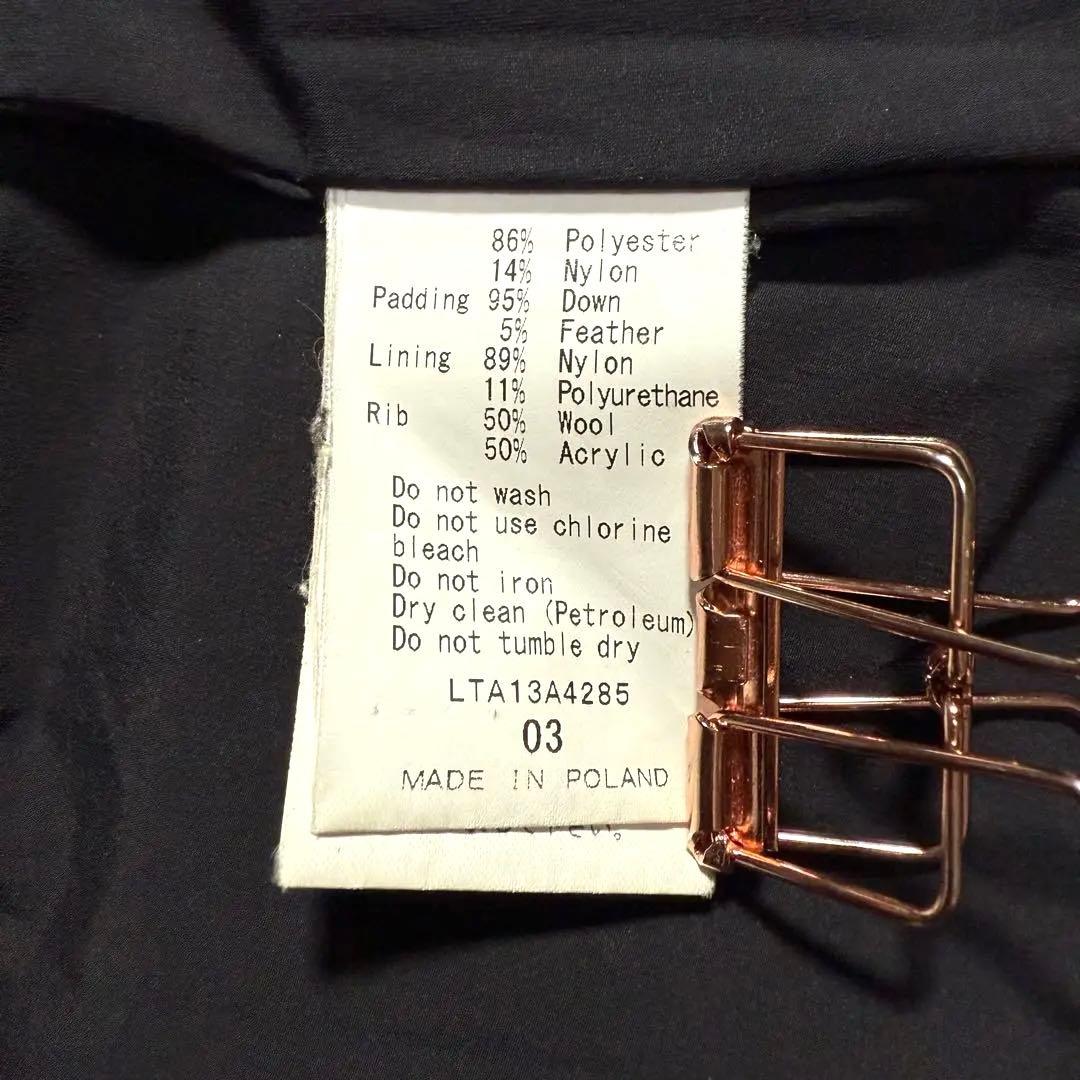 86% Polyester
14% Nylon
Padding 95% Down
5% Feather
Lining 89% Nylon
11% Polyurethane
Rib 50% Wool
50% Acrylic
Do not wash
Do not use chlorine
bleach
Do not iron
Dry clean (Petroleum)
Do not tumble dry
LTA13A4285
03
MADE IN POLAND